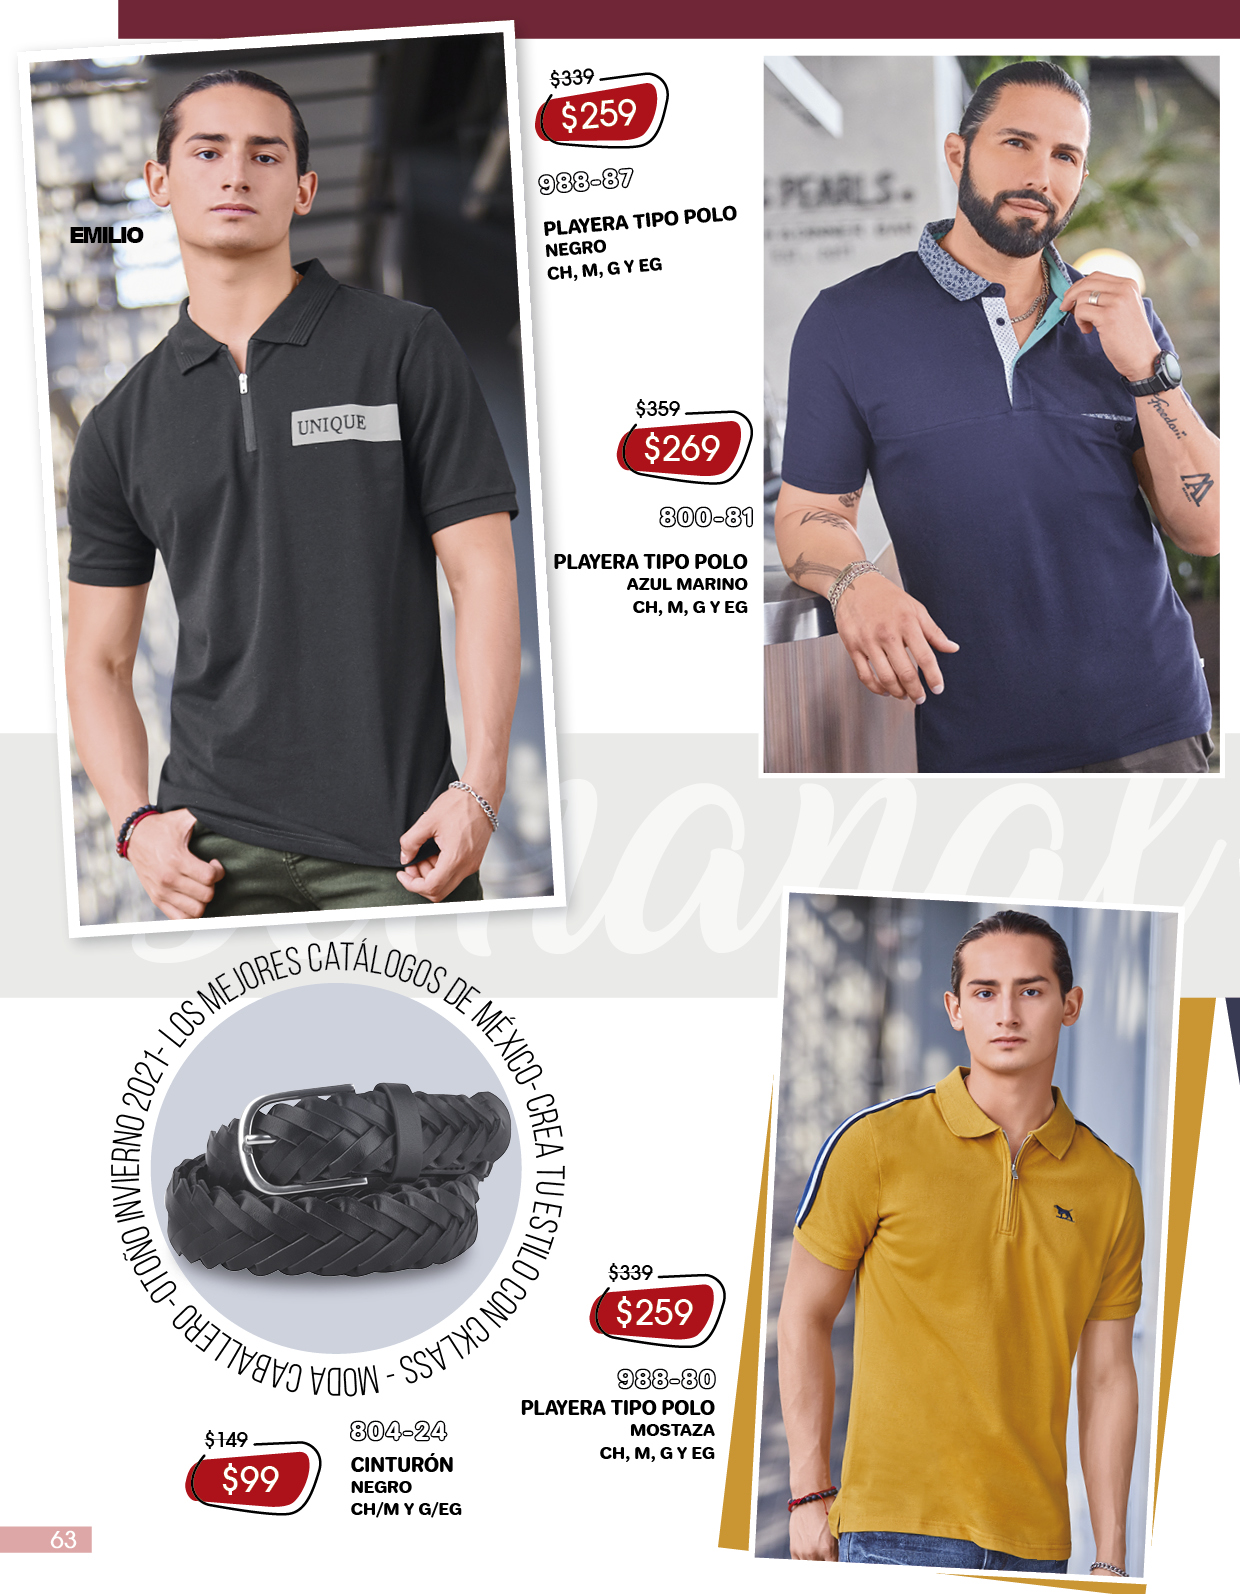 EMILIO
UNIQUE
$339
$259
988-87
PLAYERA TIPO POLO
NEGRO
CH, M, G Y EG
PEARLS
$359
$269
800-81
PLAYERA TIPO POLO
AZUL MARINO
CH, M, G Y EG
Freedom
semanal
MODA CABALLERO - OTOÑO INVIERNO 2021- LOS MEJORES CATÁLOGOS DE MÉXICO- CREA TU ESTILO CON CKLASS -
$339
$259
988-80
PLAYERA TIPO POLO
MOSTAZA
CH, M, G Y EG
$149
$99
804-24
CINTURÓN
NEGRO
CH/M Y G/EG
63